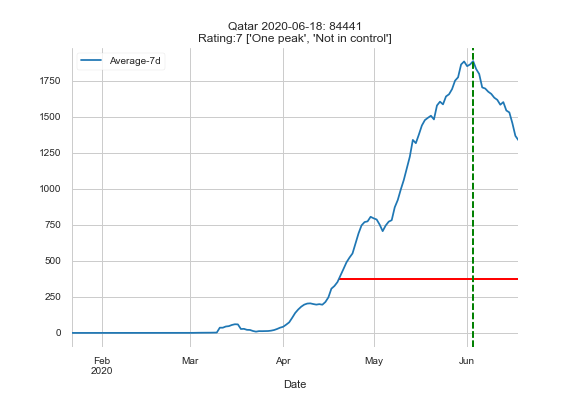 Qatar 2020-06-18: 84441
Rating:7 ['One peak', 'Not in control']
Average-7d
1750
1500
1250
1000
750
500
250
0
Feb Mar Apr May Jun
2020
Date